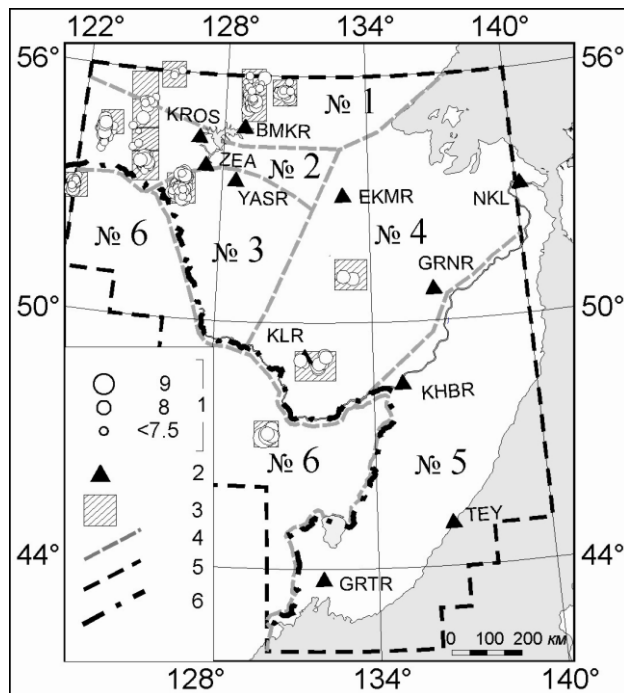 122° 128° 134° 140°
56° 56°
№ 1
KROS BMKR
ZEA № 2
YASR EKMR NKL
№ 6 № 3 № 4
GRNR
50° 50°
KLR
KHBR
9
8 1
<7.5
№ 6 № 5
2
3 TEY
4
44° 44°
5
GRTR
6
0 100 200 км
128° 134° 140°